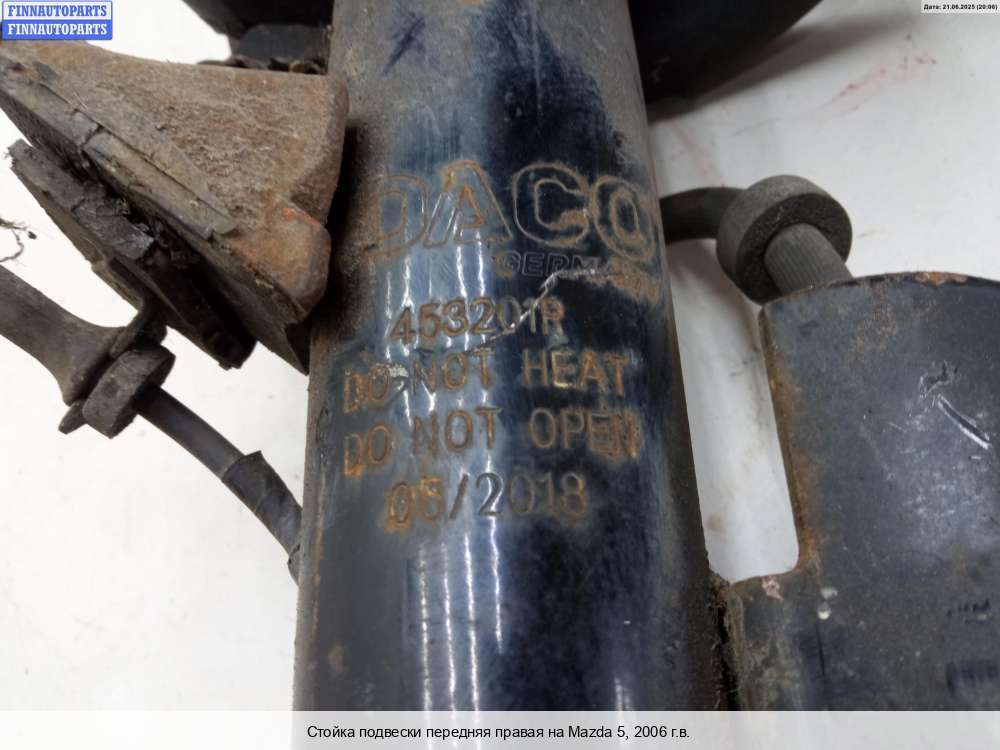 FINNAUTOPARTS
FINNAUTOPARTS
Дата: 21.06.2025 (20:06)
DACO
GERMANY
453201R
DO NOT HEAT
DO NOT OPEN
05/2018
Стойка подвески передняя правая на Mazda 5, 2006 г.в.